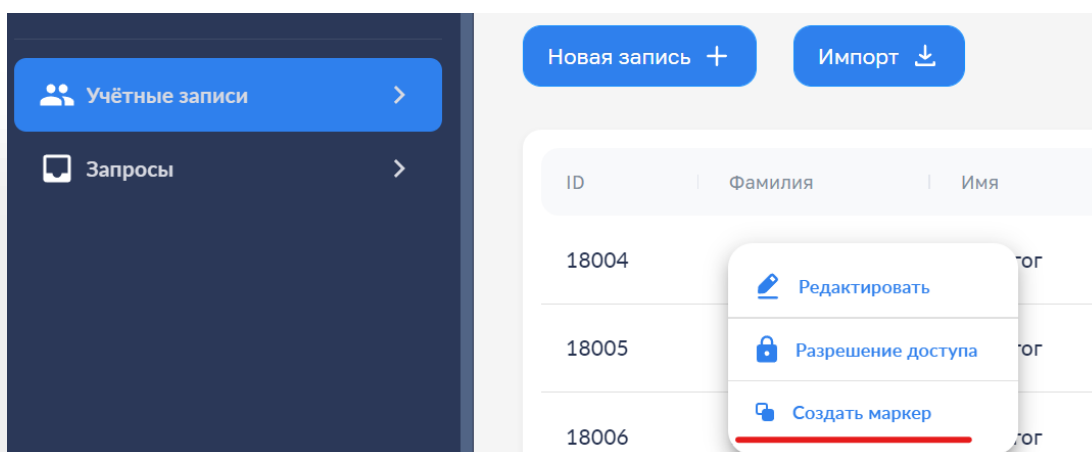 Новая запись
Импорт
Учётные записи
Запросы
ID Фамилия Имя
18004
Редактировать
18005
Разрешение доступа
Создать маркер
18006